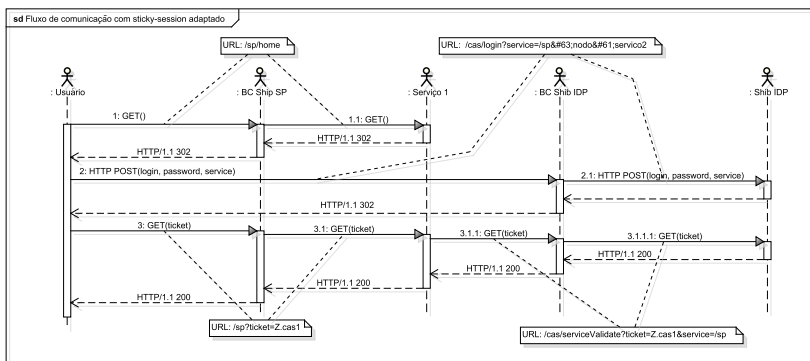 sd Fluxo de comunicação com sticky-session adaptado
URL: /sp/home
URL: /cas/login?service=/sp&#63;nodo&#61;servico2
: Usuário
: BC Ship SP
: Serviço 1
: BC Shib IDP
: Shib IDP
1: GET()
1.1: GET()
HTTP/1.1 302
HTTP/1.1 302
2: HTTP POST(login, password, service)
2.1: HTTP POST(login, password, service)
HTTP/1.1 302
3: GET(ticket)
3.1: GET(ticket)
3.1.1: GET(ticket)
3.1.1.1: GET(ticket)
HTTP/1.1 200
HTTP/1.1 200
HTTP/1.1 200
HTTP/1.1 200
URL: /sp?ticket=Z.cas1
URL: /cas/serviceValidate?ticket=Z.cas1&service=/sp